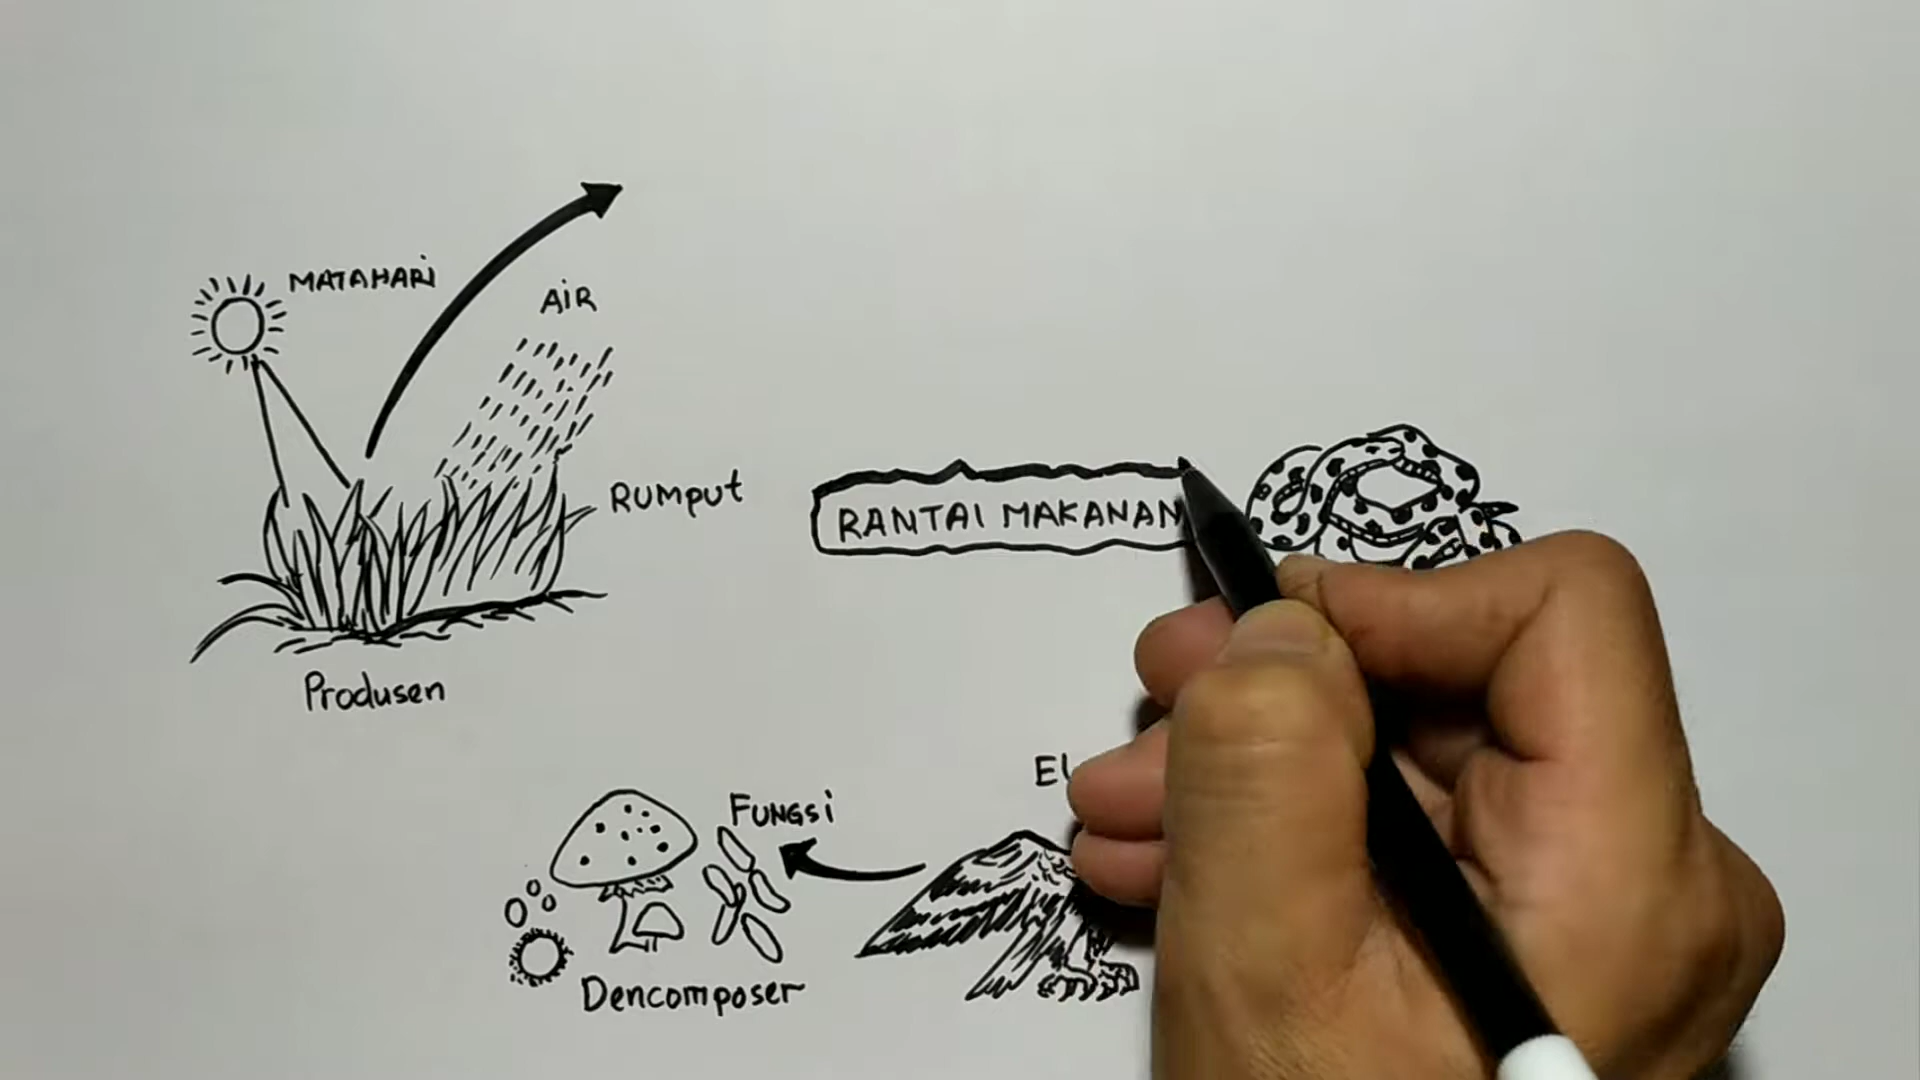 MATAHARi
AiR
RUMPUT
RANTAI MAKANAN
Produsen
FUNGSi
Dencomposer